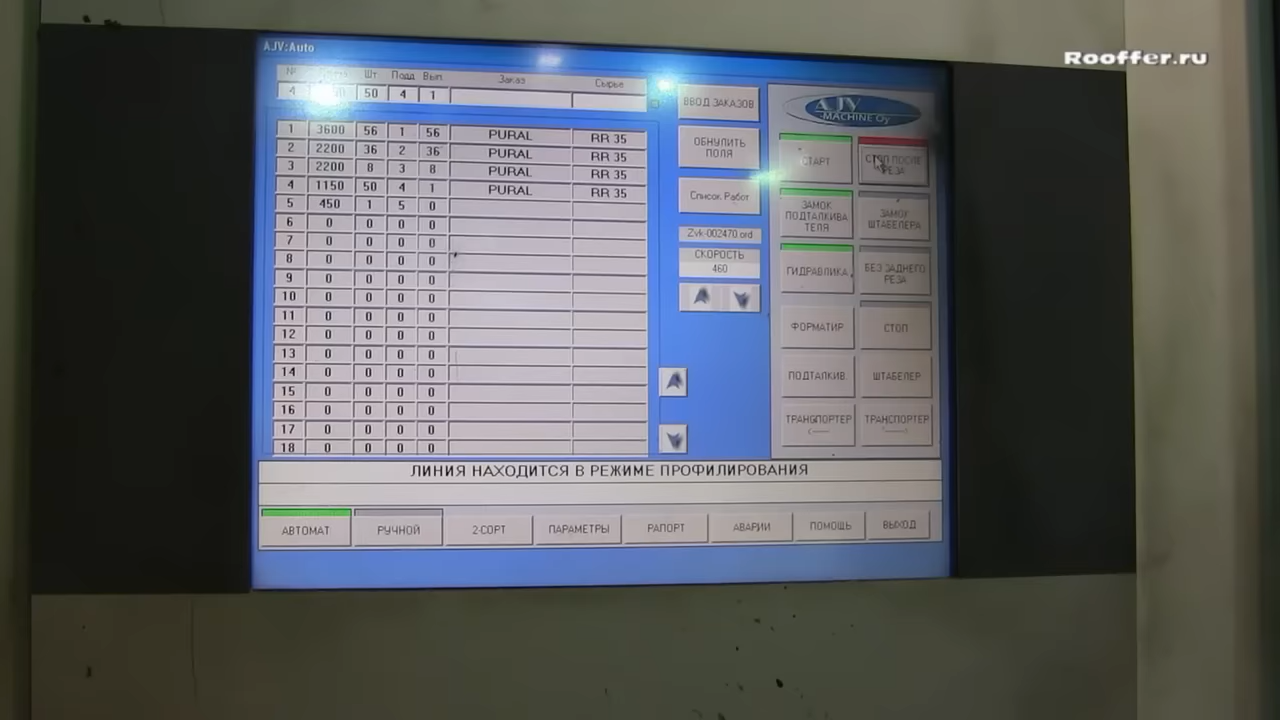 AJV:Auto
Rooffer.ru
№ Шт Подд Вып Заказ Сырье
4 50 4 1
1 3600 56 1 56 PURAL RR 35
2 2200 36 2 36 PURAL RR 35
3 2200 8 3 8 PURAL RR 35
4 1150 50 4 1 PURAL RR 35
5 450 1 5 0
6 0 0 0 0
7 0 0 0 0
8 0 0 0 0
9 0 0 0 0
10 0 0 0 0
11 0 0 0 0
12 0 0 0 0
13 0 0 0 0
14 0 0 0 0
15 0 0 0 0
16 0 0 0 0
17 0 0 0 0
18 0 0 0 0
ВВОД ЗАКАЗОВ
ОБНУЛИТЬ
ПОЛЯ
Список Работ
Zvk-002470 ord
СКОРОСТЬ
460
AJV
MACHINE Oy
СТАРТ
СТОП ПОСЛЕ
РЕЗА
ЗАМОК
ПОДТАЛКИВА
ТЕЛЯ
ЗАМОК
ШТАБЕЛЕРА
ГИДРАВЛИКА
БЕЗ ЗАДНЕГО
РЕЗА
ФОРМАТИР
СТОП
ПОДТАЛКИВ.
ШТАБЕЛЕР
ТРАНСПОРТЕР
<----
ТРАНСПОРТЕР
---->
ЛИНИЯ НАХОДИТСЯ В РЕЖИМЕ ПРОФИЛИРОВАНИЯ
АВТОМАТ РУЧНОЙ 2-СОРТ ПАРАМЕТРЫ РАПОРТ АВАРИИ ПОМОЩЬ ВЫХОД